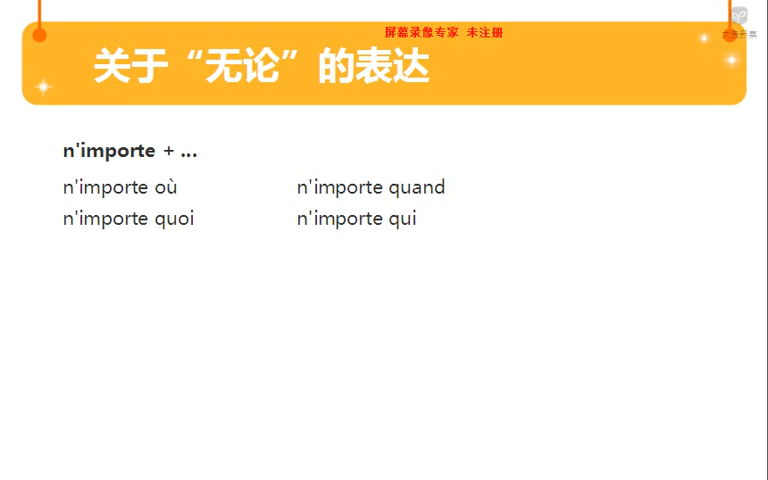 屏幕录像专家 未注册
关于“无论”的表达
n'importe + ...
n'importe où n'importe quand
n'importe quoi n'importe qui